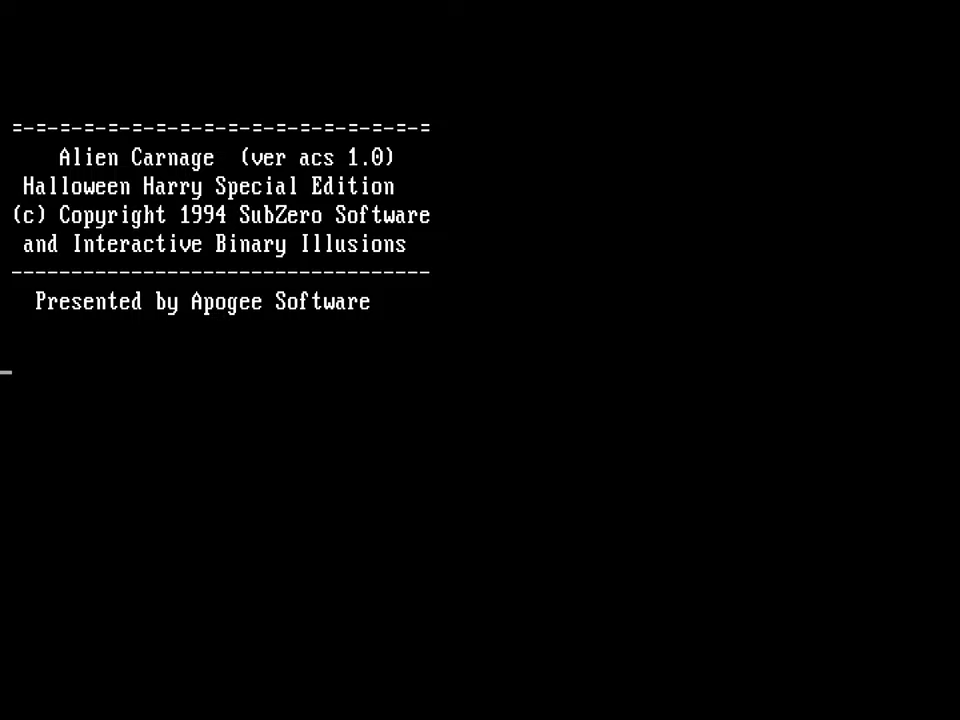 =-=-=-=-=-=-=-=-=-=-=-=-=-=-=-=-=-=
Alien Carnage  (ver acs 1.0)
Halloween Harry Special Edition
(c) Copyright 1994 SubZero Software
and Interactive Binary Illusions
-----------------------------------
Presented by Apogee Software